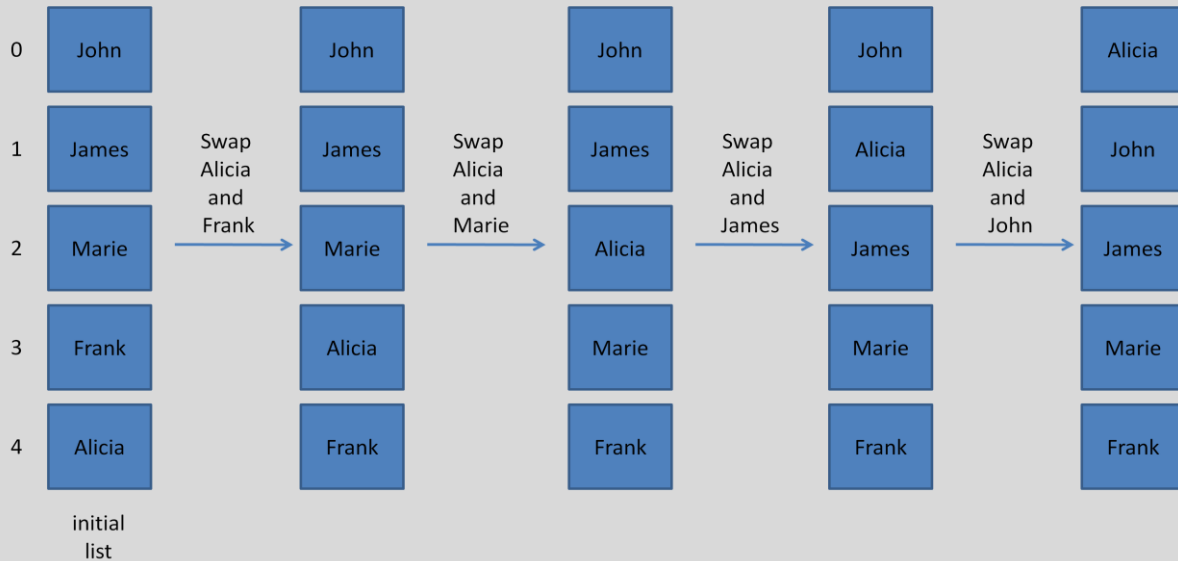 0 John John John John Alicia
1 James Swap Alicia and Frank James Swap Alicia and Marie James Swap Alicia and James Alicia Swap Alicia and John John
2 Marie Marie Alicia James James
3 Frank Alicia Marie Marie Marie
4 Alicia Frank Frank Frank Frank
initial
list